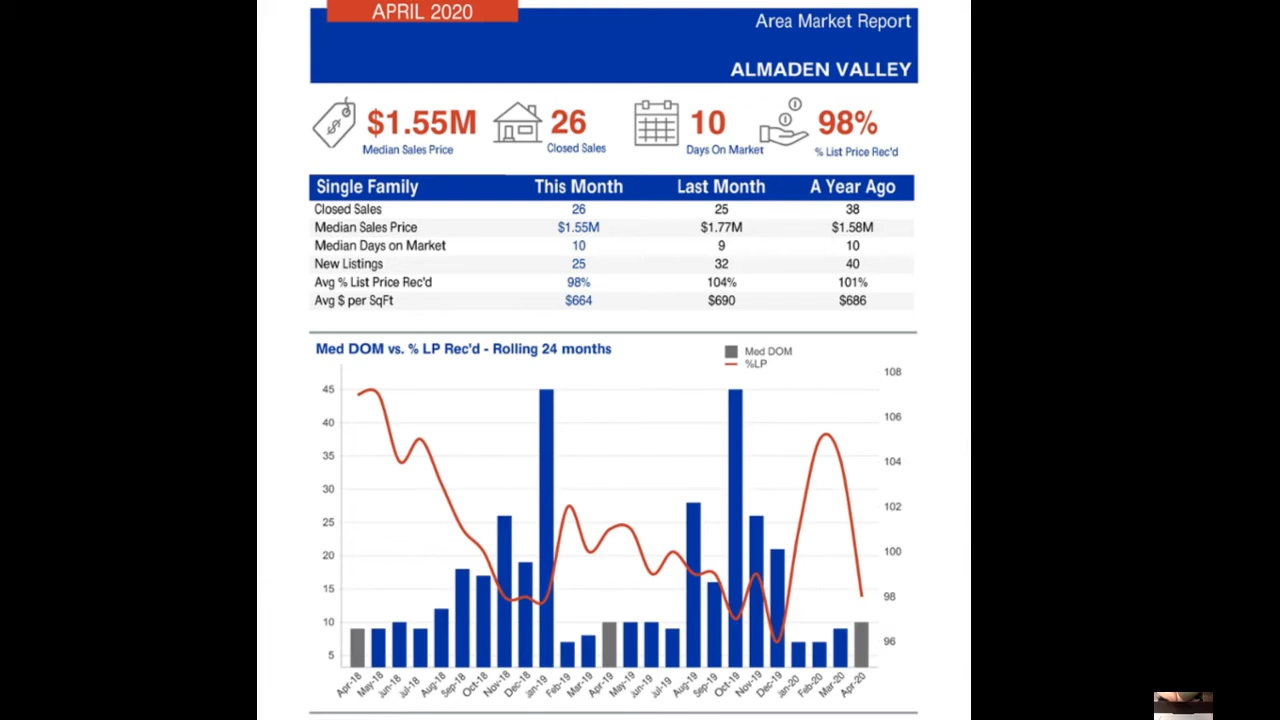 APRIL 2020
Area Market Report
ALMADEN VALLEY
$1.55M
Median Sales Price
26
Closed Sales
10
Days On Market
98%
% List Price Rec'd
Single Family This Month Last Month A Year Ago
Closed Sales 26 25 38
Median Sales Price $1.55M $1.77M $1.58M
Median Days on Market 10 9 10
New Listings 25 32 40
Avg % List Price Rec'd 98% 104% 101%
Avg $ per SqFt $664 $690 $686
Med DOM vs. % LP Rec'd - Rolling 24 months
Med DOM
%LP
45
40
35
30
25
20
15
10
5
108
106
104
102
100
98
96
Apr-18 May-18 Jun-18 Jul-18 Aug-18 Sep-18 Oct-18 Nov-18 Dec-18 Jan-19 Feb-19 Mar-19 Apr-19 May-19 Jun-19 Jul-19 Aug-19 Sep-19 Oct-19 Nov-19 Dec-19 Jan-20 Feb-20 Mar-20 Apr-20